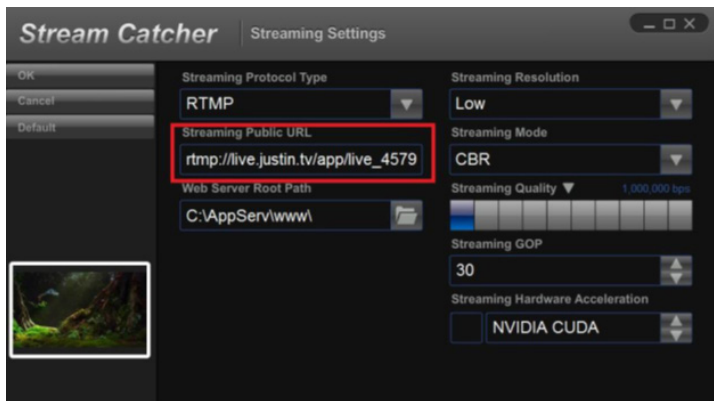 Stream Catcher
Streaming Settings
OK
Cancel
Default
Streaming Protocol Type
RTMP
Streaming Public URL
rtmp://live.justin.tv/app/live_4579
Web Server Root Path
C:\AppServ\www\
Streaming Resolution
Low
Streaming Mode
CBR
Streaming Quality ▼ 1,000,000 bps
Streaming GOP
30
Streaming Hardware Acceleration
NVIDIA CUDA